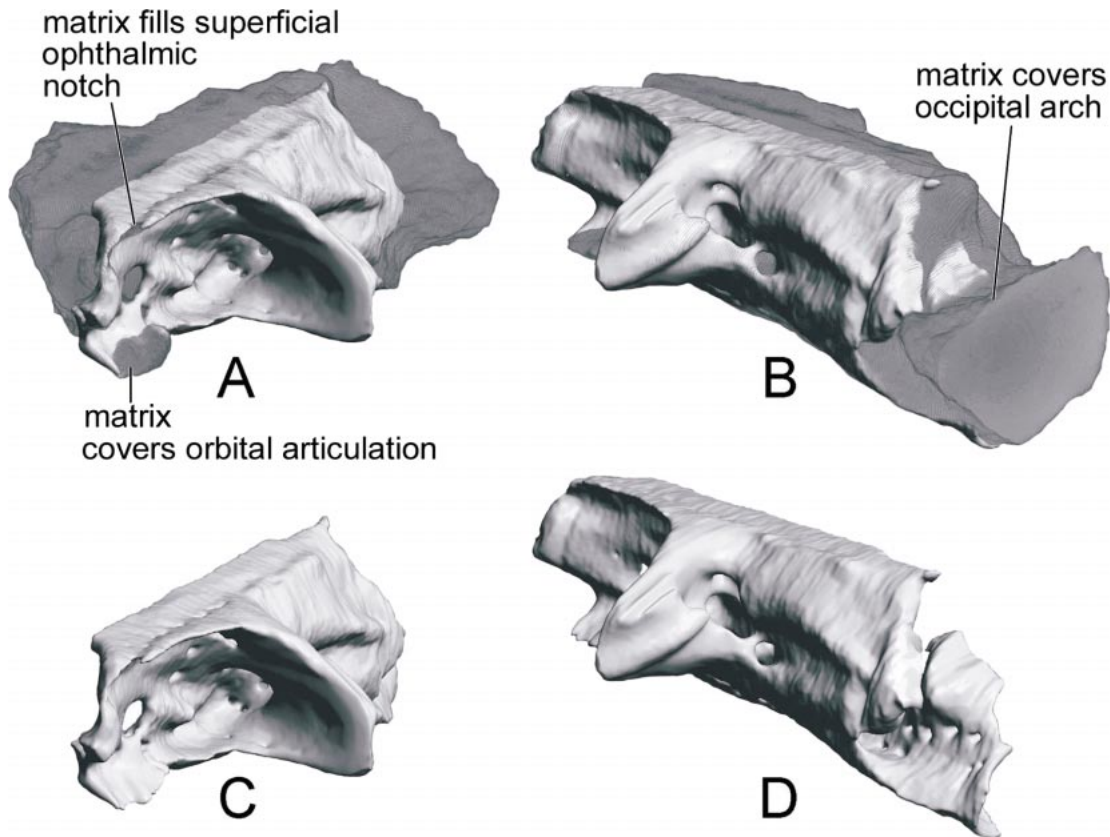 matrix fills superficial
ophthalmic
notch
matrix covers
occipital arch
A
B
matrix
covers orbital articulation
C
D